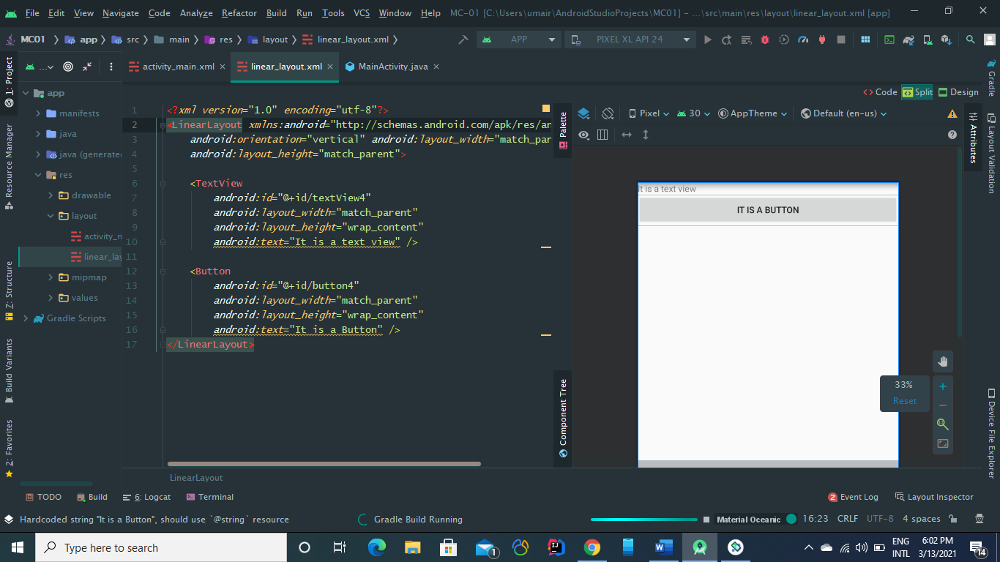 File Edit View Navigate Code Analyze Refactor Build Run Tools VCS Window Help MC-01 [C:\Users\umair\AndroidStudioProjects\MC01] - ...\src\main\res\layout\linear_layout.xml [app]
MC01 app src main res layout linear_layout.xml APP PIXEL XL API 24
1: Project
Resource Manager
Z: Structure
Build Variants
2: Favorites
...
app
manifests
java
java (generated
res
drawable
layout
activity_m
linear_lay
mipmap
values
Gradle Scripts
activity_main.xml linear_layout.xml MainActivity.java
Code Split Design
1 <?xml version="1.0" encoding="utf-8"?>
2 <LinearLayout xmlns:android="http://schemas.android.com/apk/res/an
3 android:orientation="vertical" android:layout_width="match_par
4 android:layout_height="match_parent">
5
6 <TextView
7 android:id="@+id/textView4"
8 android:layout_width="match_parent"
9 android:layout_height="wrap_content"
10 android:text="It is a text view" />
11
12 <Button
13 android:id="@+id/button4"
14 android:layout_width="match_parent"
15 android:layout_height="wrap_content"
16 android:text="It is a Button" />
17 </LinearLayout>
LinearLayout
Palette
Component Tree
Pixel 30 AppTheme Default (en-us)
It is a text view
IT IS A BUTTON
33%
Reset
Attributes
Gradle
Layout Validation
Device File Explorer
TODO Build 6: Logcat Terminal 2 Event Log Layout Inspector
Hardcoded string "It is a Button", should use `@string` resource Gradle Build Running Material Oceanic 16:23 CRLF UTF-8 4 spaces
Type here to search
1
ENG
INTL
6:02 PM
3/13/2021
14